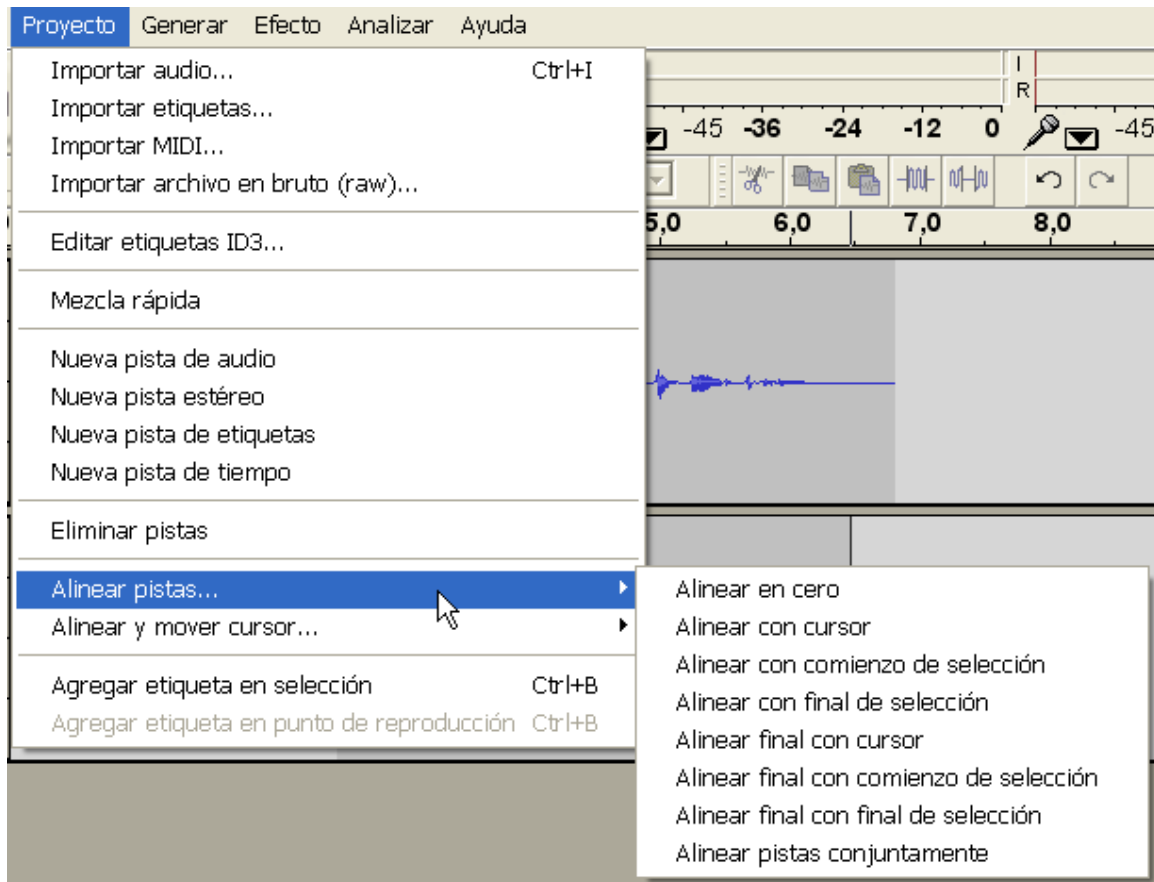 Proyecto Generar Efecto Analizar Ayuda
Importar audio... Ctrl+I
Importar etiquetas...
Importar MIDI...
Importar archivo en bruto (raw)...
Editar etiquetas ID3...
Mezcla rápida
Nueva pista de audio
Nueva pista estéreo
Nueva pista de etiquetas
Nueva pista de tiempo
Eliminar pistas
Alinear pistas...
Alinear y mover cursor...
Agregar etiqueta en selección Ctrl+B
Agregar etiqueta en punto de reproducción Ctrl+B
I
R
-45 -36 -24 -12 0 -45
5,0 6,0 7,0 8,0
Alinear en cero
Alinear con cursor
Alinear con comienzo de selección
Alinear con final de selección
Alinear final con cursor
Alinear final con comienzo de selección
Alinear final con final de selección
Alinear pistas conjuntamente